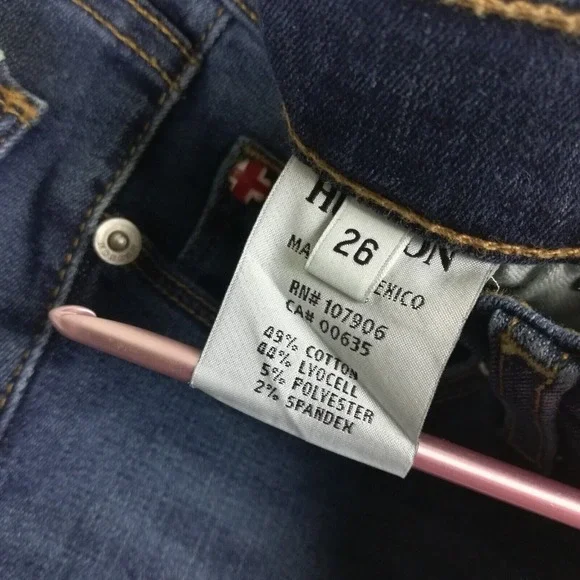 26
RN# 107906
CA# 00635
49% COTTON
44% LYOCELL
5% POLYESTER
2% SPANDEX